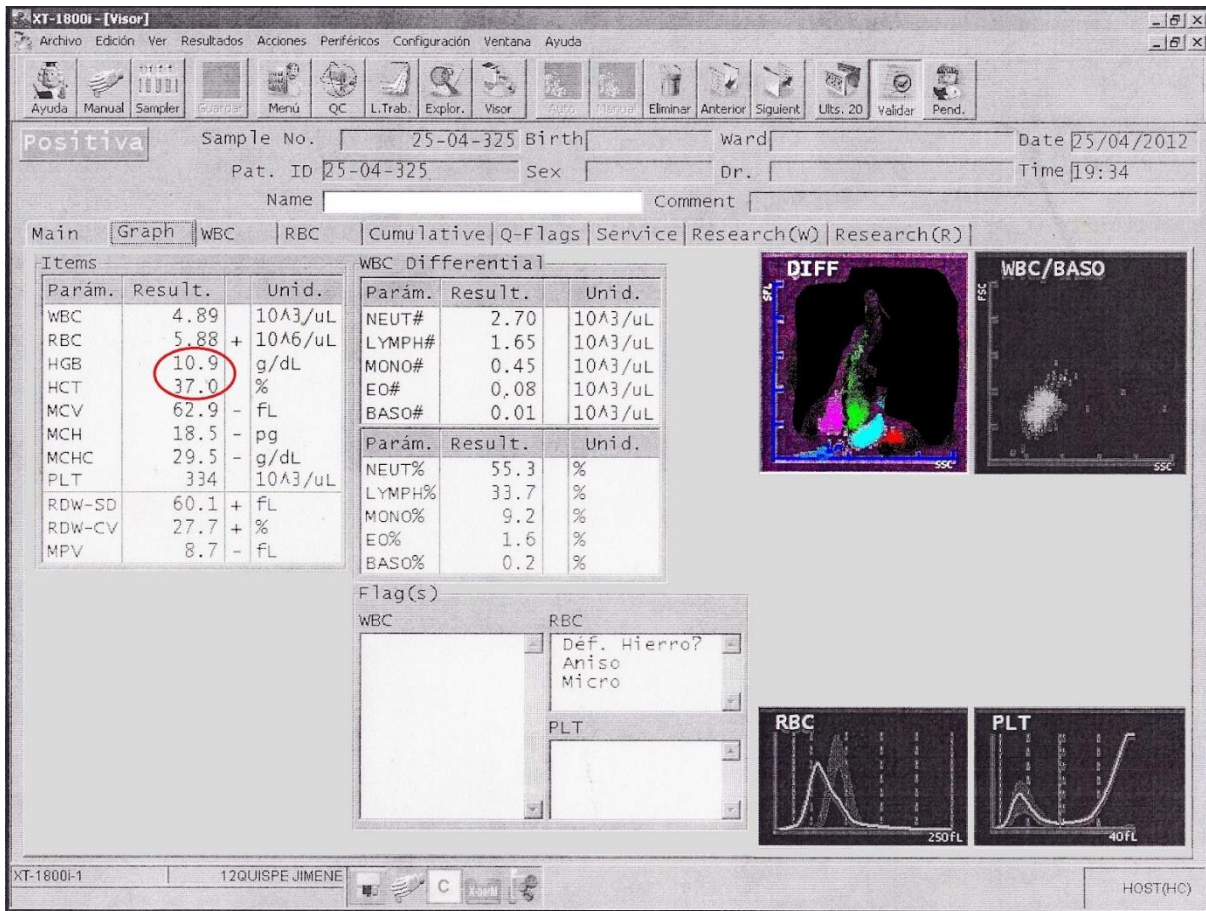 XT-1800i - [Visor]
Archivo Edición Ver Resultados Acciones Periféricos Configuración Ventana Ayuda
Ayuda Manual Sampler Guardar Menú QC L.Trab. Explor. Visor Auto Manual Eliminar Anterior Siguient Ults. 20 Validar Pend.
Positiva
Sample No. 25-04-325 Birth Ward Date 25/04/2012
Pat. ID 25-04-325 Sex Dr. Time 19:34
Name Comment
Main Graph WBC RBC Cumulative Q-Flags Service Research(W) Research(R)
Items
Parám. Result. Unid.
WBC 4.89 10^3/uL
RBC 5.88 + 10^6/uL
HGB 10.9 g/dL
HCT 37.0 %
MCV 62.9 - fL
MCH 18.5 - pg
MCHC 29.5 - g/dL
PLT 334 10^3/uL
RDW-SD 60.1 + fL
RDW-CV 27.7 + %
MPV 8.7 - fL
WBC Differential
Parám. Result. Unid.
NEUT# 2.70 10^3/uL
LYMPH# 1.65 10^3/uL
MONO# 0.45 10^3/uL
EO# 0.08 10^3/uL
BASO# 0.01 10^3/uL
Parám. Result. Unid.
NEUT% 55.3 %
LYMPH% 33.7 %
MONO% 9.2 %
EO% 1.6 %
BASO% 0.2 %
DIFF
SFL
SSC
WBC/BASO
FSC
SSC
Flag(s)
WBC
RBC
Déf. Hierro?
Aniso
Micro
PLT
RBC
250fL
PLT
40fL
XT-1800i-1 12QUISPE JIMENE C HOST(HC)